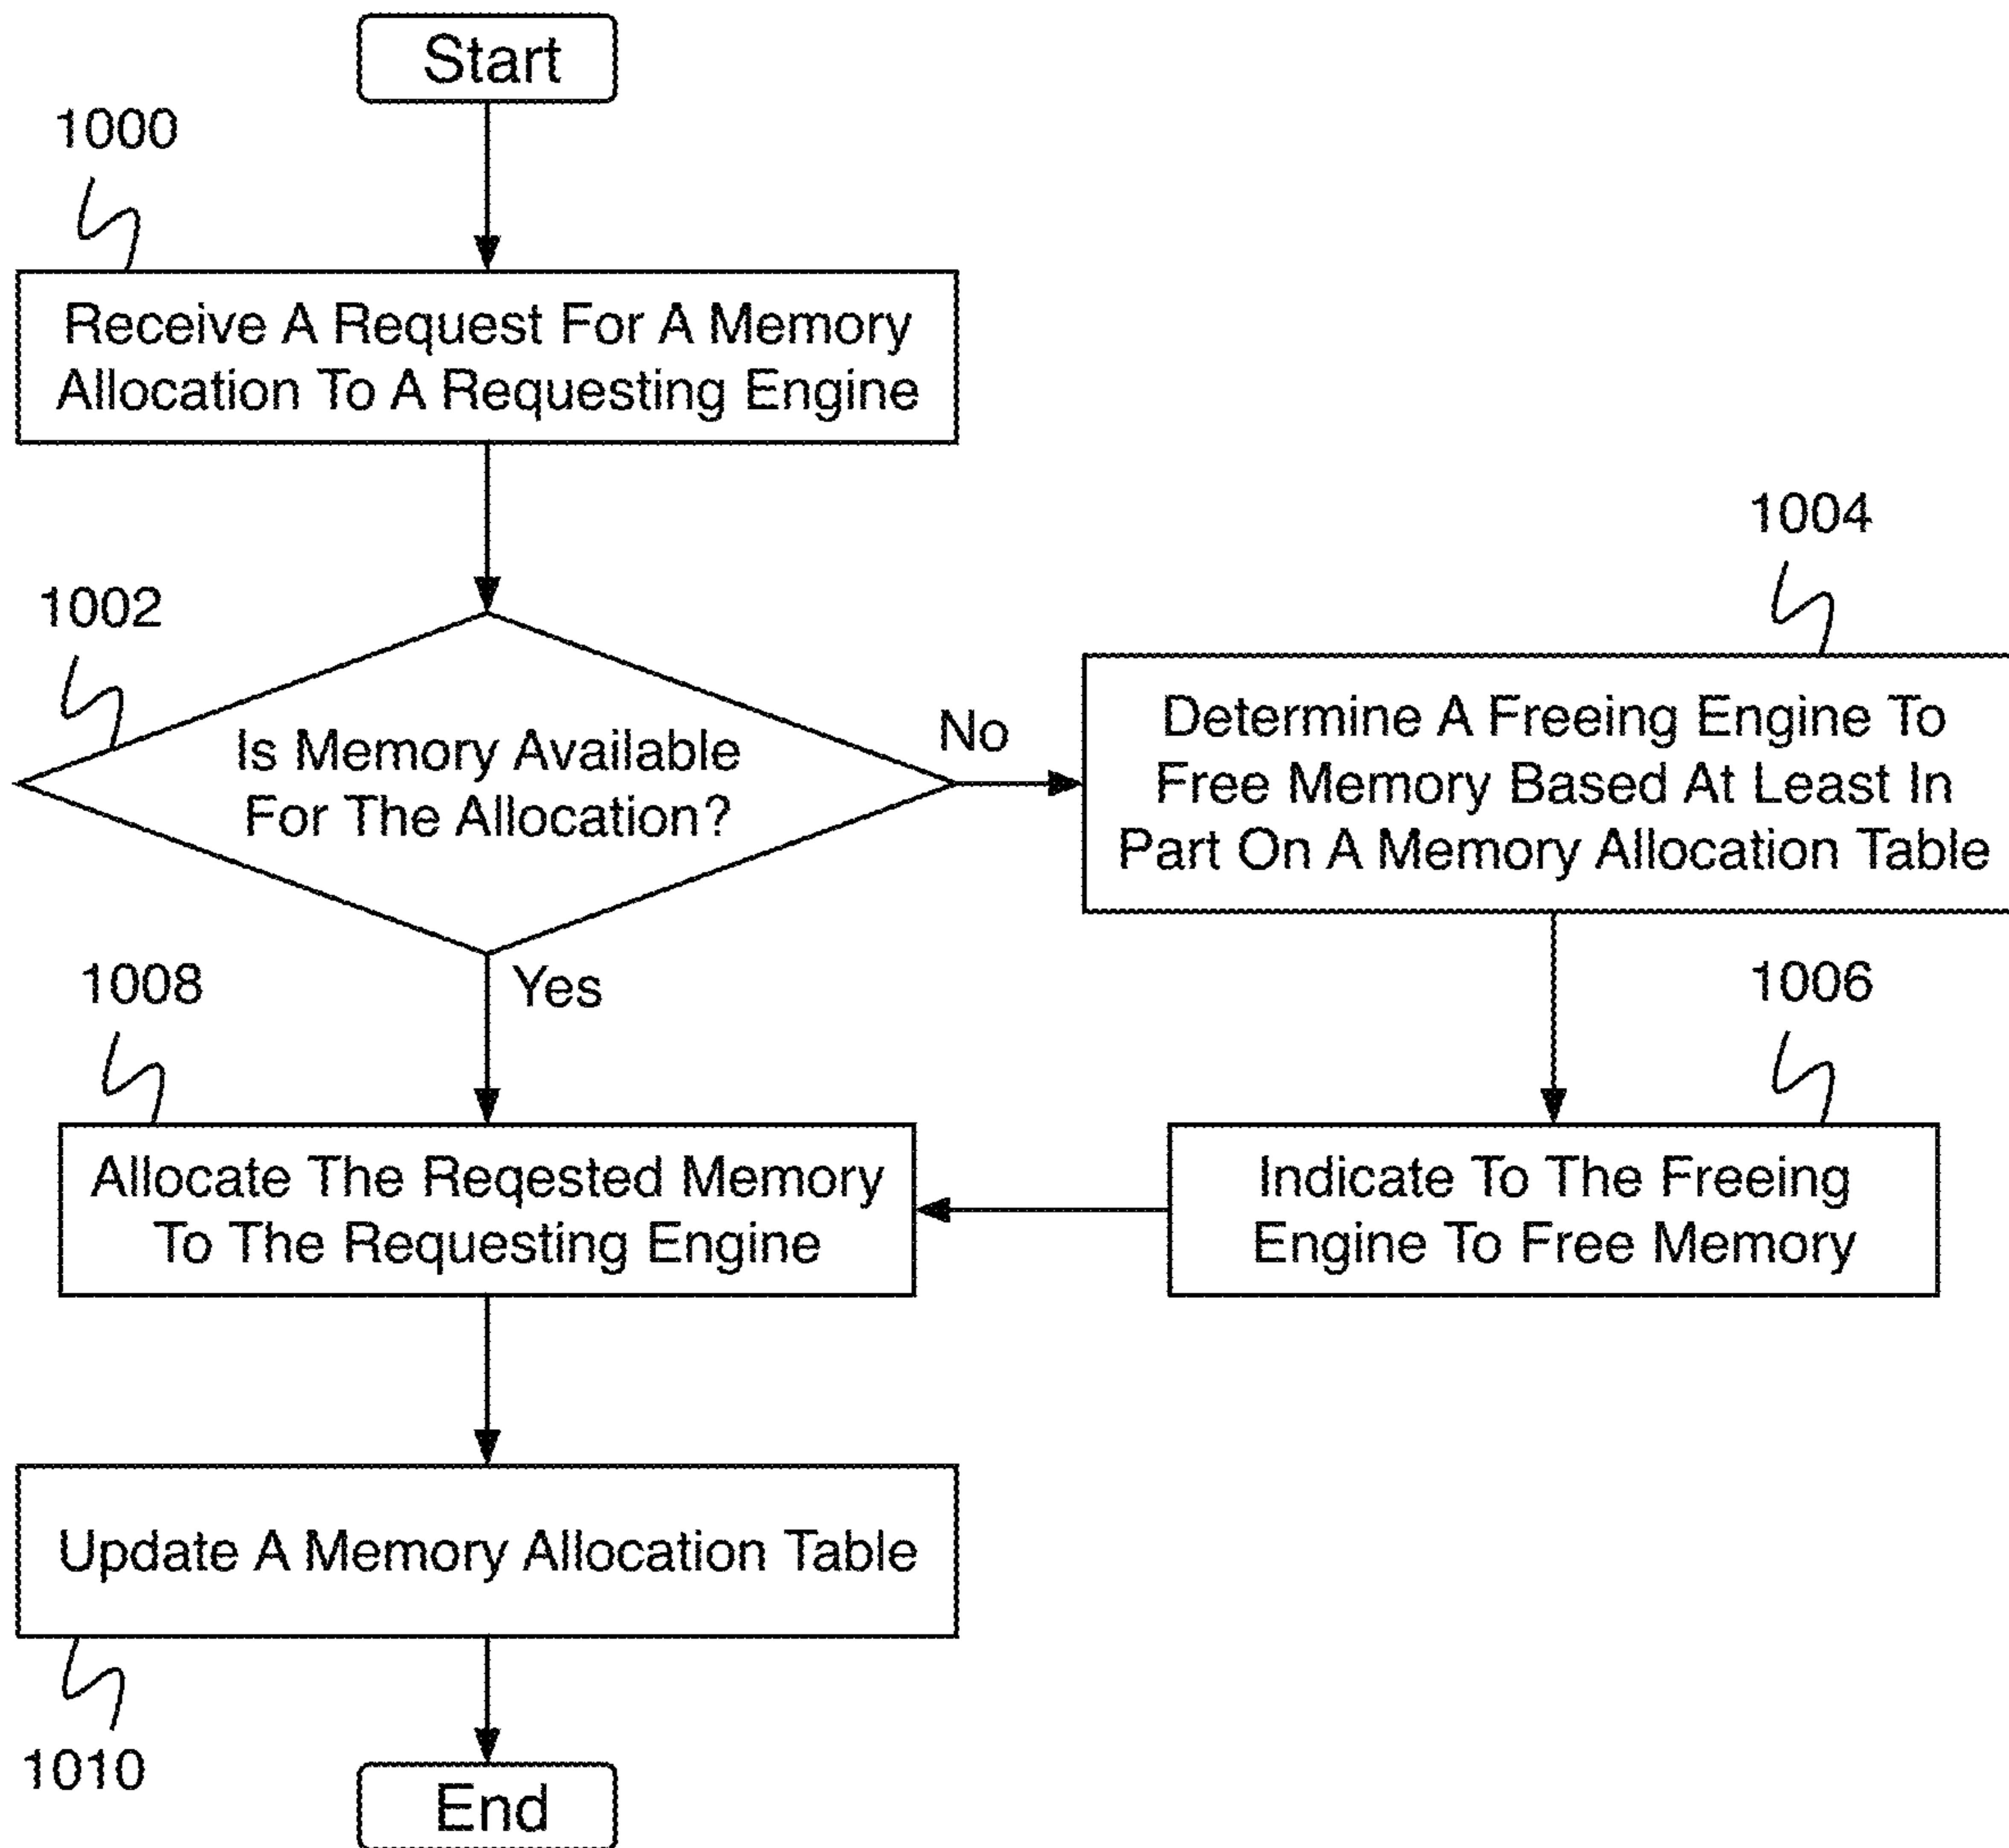 Start
1000
Receive A Request For A Memory
Allocation To A Requesting Engine
1002
Is Memory Available
For The Allocation?
No
1004
Determine A Freeing Engine To
Free Memory Based At Least In
Part On A Memory Allocation Table
Yes
1006
Indicate To The Freeing
Engine To Free Memory
1008
Allocate The Reqested Memory
To The Requesting Engine
Update A Memory Allocation Table
1010
End